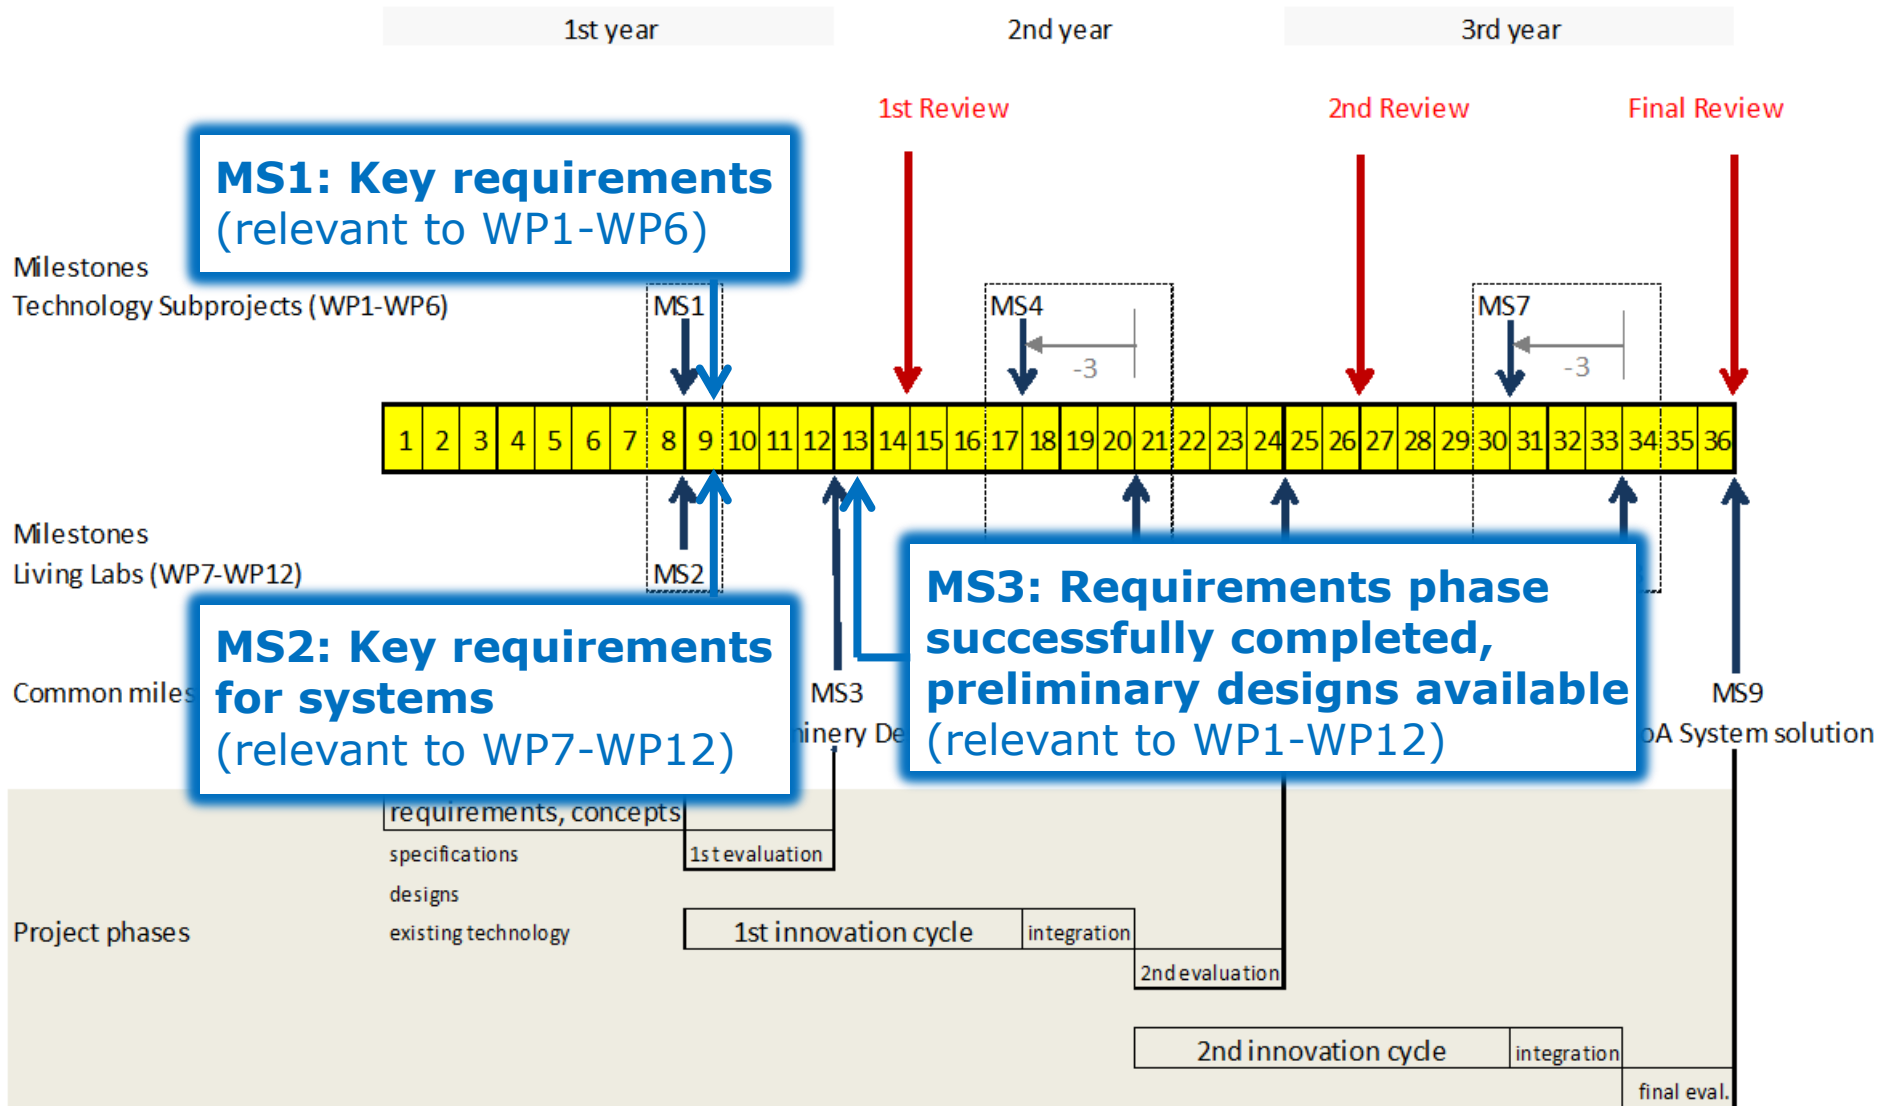 1st year
2nd year
3rd year
1st Review
2nd Review
Final Review
MS1: Key requirements
(relevant to WP1-WP6)
Milestones
Technology Subprojects (WP1-WP6)
MS1
MS4
MS7
-3
-3
1 2 3 4 5 6 7 8 9 10 11 12 13 14 15 16 17 18 19 20 21 22 23 24 25 26 27 28 29 30 31 32 33 34 35 36
Milestones
Living Labs (WP7-WP12)
MS2
MS2: Key requirements
for systems
(relevant to WP7-WP12)
MS3: Requirements phase
successfully completed,
preliminary designs available
(relevant to WP1-WP12)
Common
MS3
MS9
System solution
requirements, concepts
specifications
1st evaluation
designs
Project phases
existing technology
1st innovation cycle
integration
2nd evaluation
2nd innovation cycle
integration
final eval.